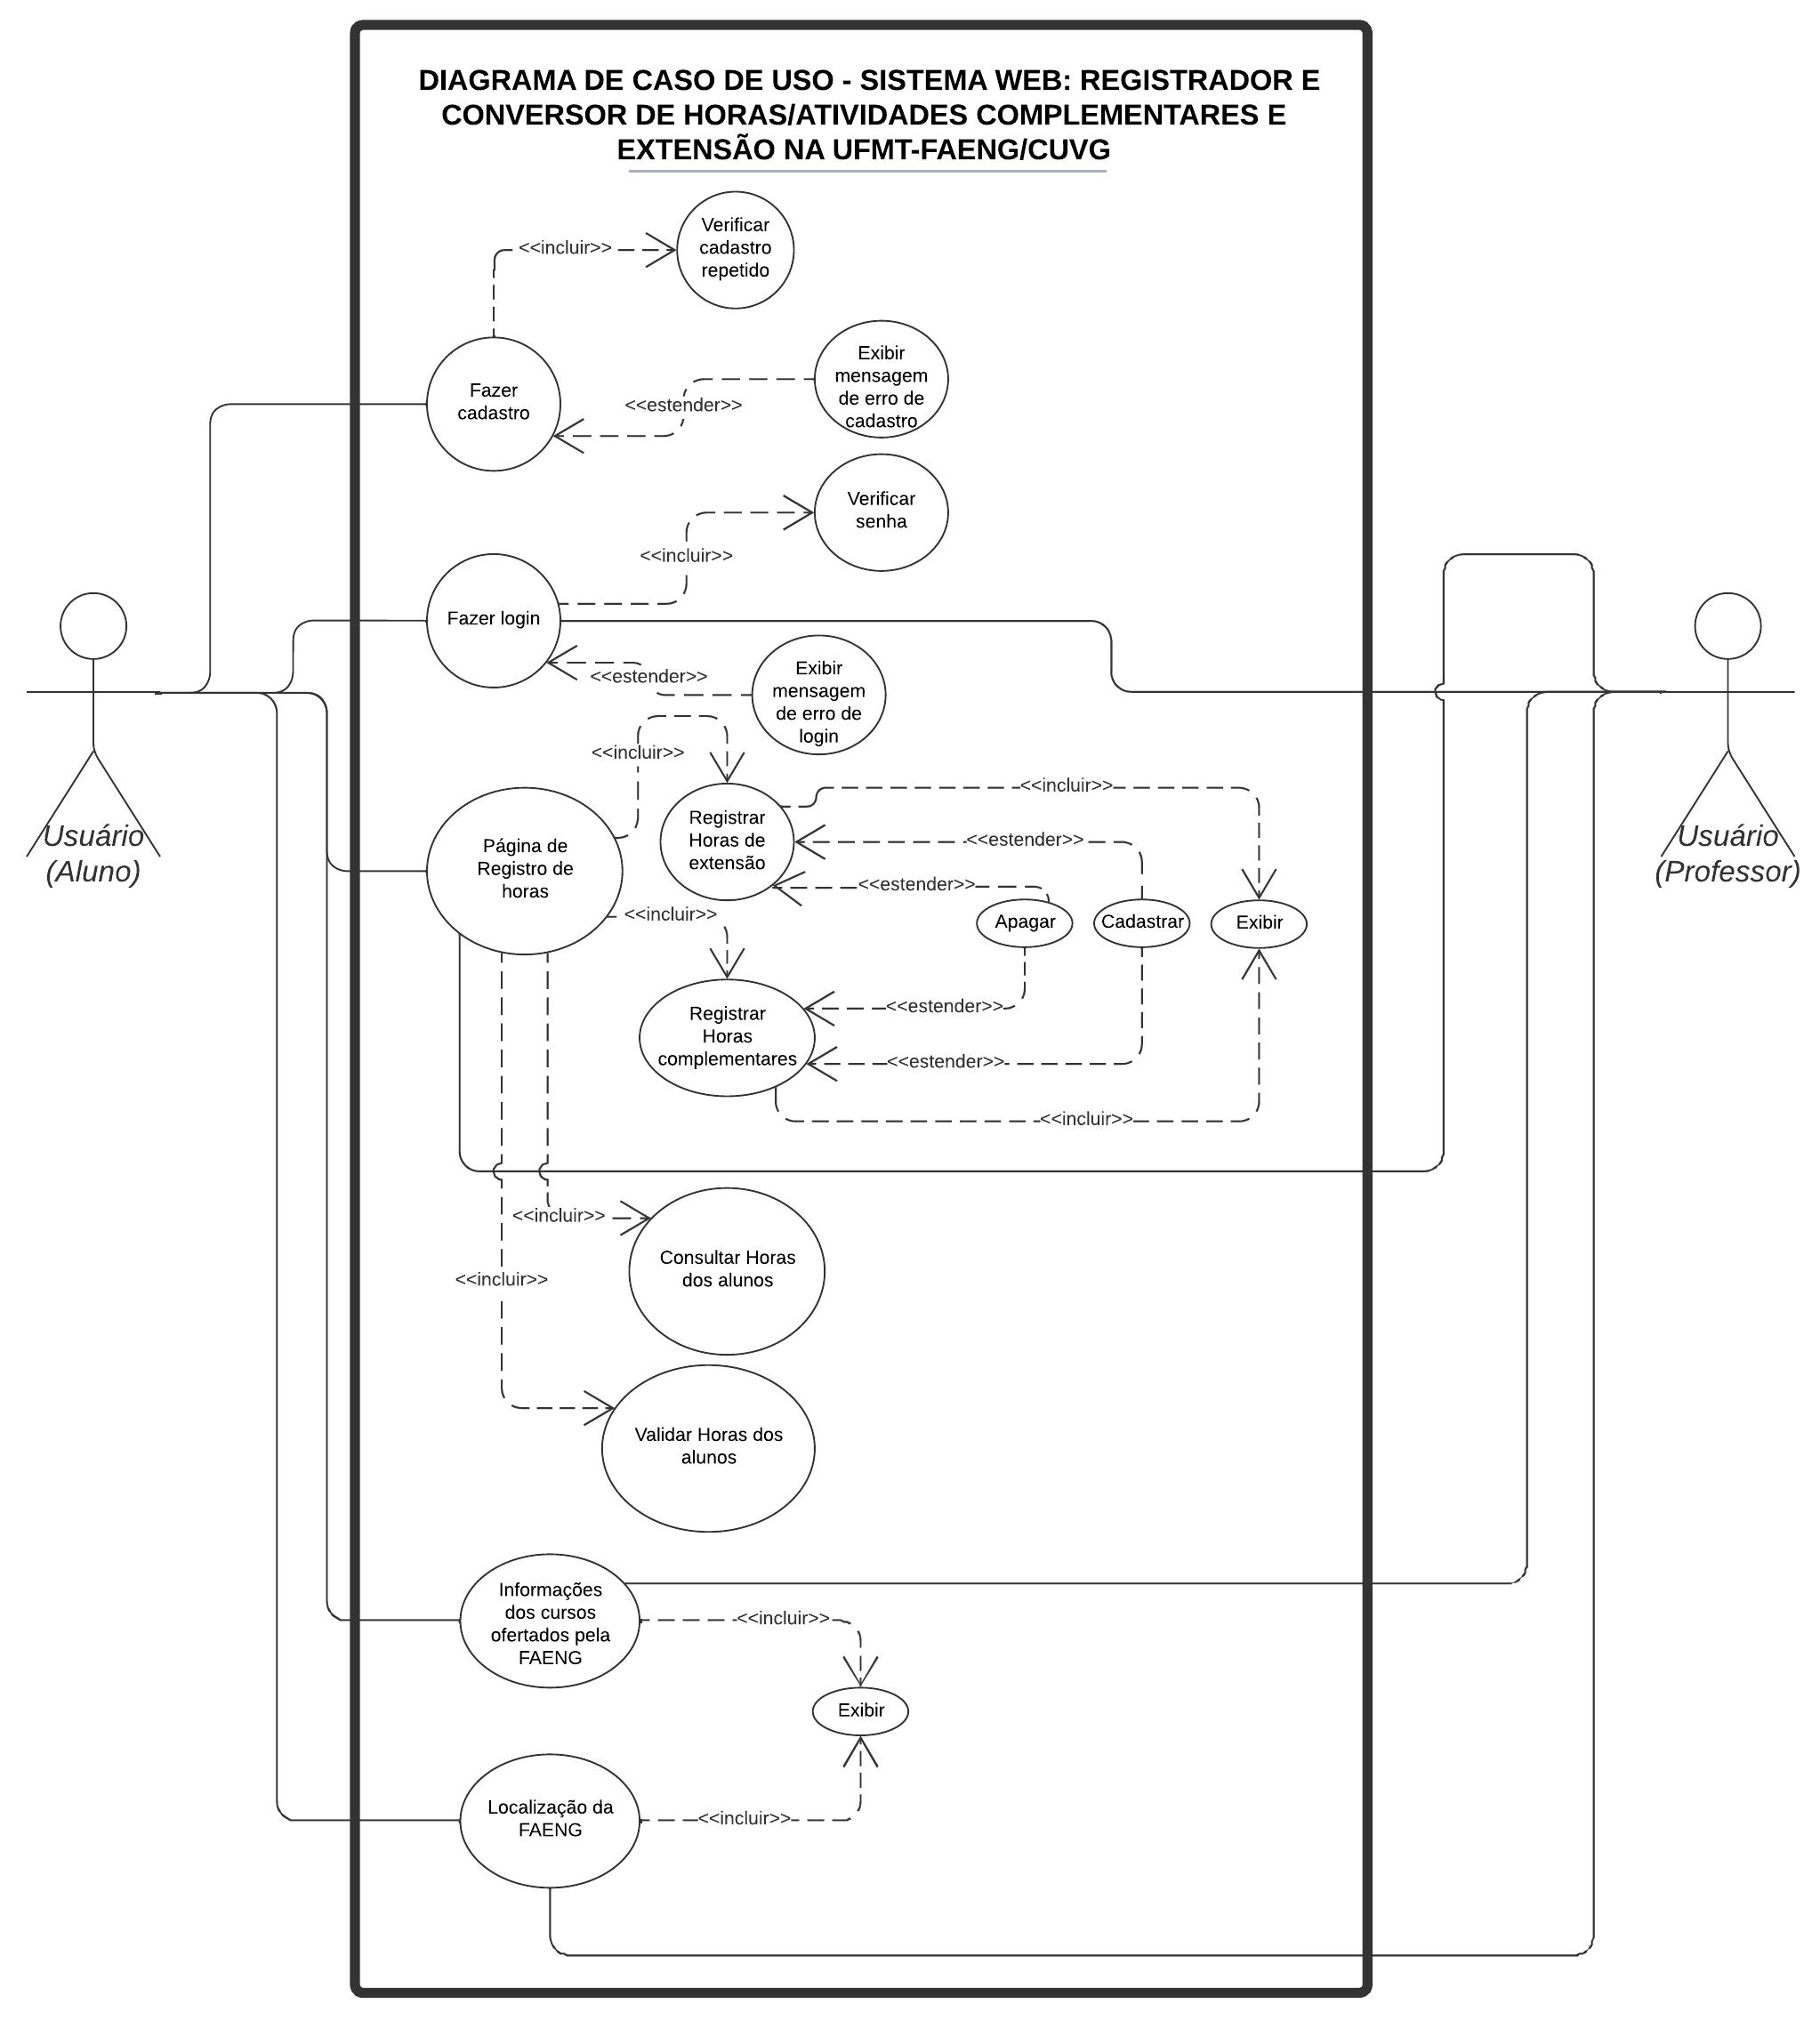 DIAGRAMA DE CASO DE USO - SISTEMA WEB: REGISTRADOR E
CONVERSOR DE HORAS/ATIVIDADES COMPLEMENTARES E
EXTENSÃO NA UFMT-FAENG/CUVG
Verificar
cadastro
repetido
<<incluir>>
Exibir
mensagem
de erro de
cadastro
Fazer
cadastro
<<estender>>
Verificar
senha
<<incluir>>
Fazer login
Exibir
mensagem
de erro de
login
<<estender>>
<<incluir>>
<<incluir>>
Registrar
Horas de
extensão
Página de
Registro de
horas
Usuário
(Aluno)
Usuário
(Professor)
<<estender>>
<<estender>>
<<incluir>>
Apagar
Cadastrar
Exibir
<<estender>>
Registrar
Horas
complementares
<<estender>>
<<incluir>>
<<incluir>>
Consultar Horas
dos alunos
<<incluir>>
Validar Horas dos
alunos
Informações
dos cursos
ofertados pela
FAENG
<<incluir>>
Exibir
Localização da
FAENG
<<incluir>>